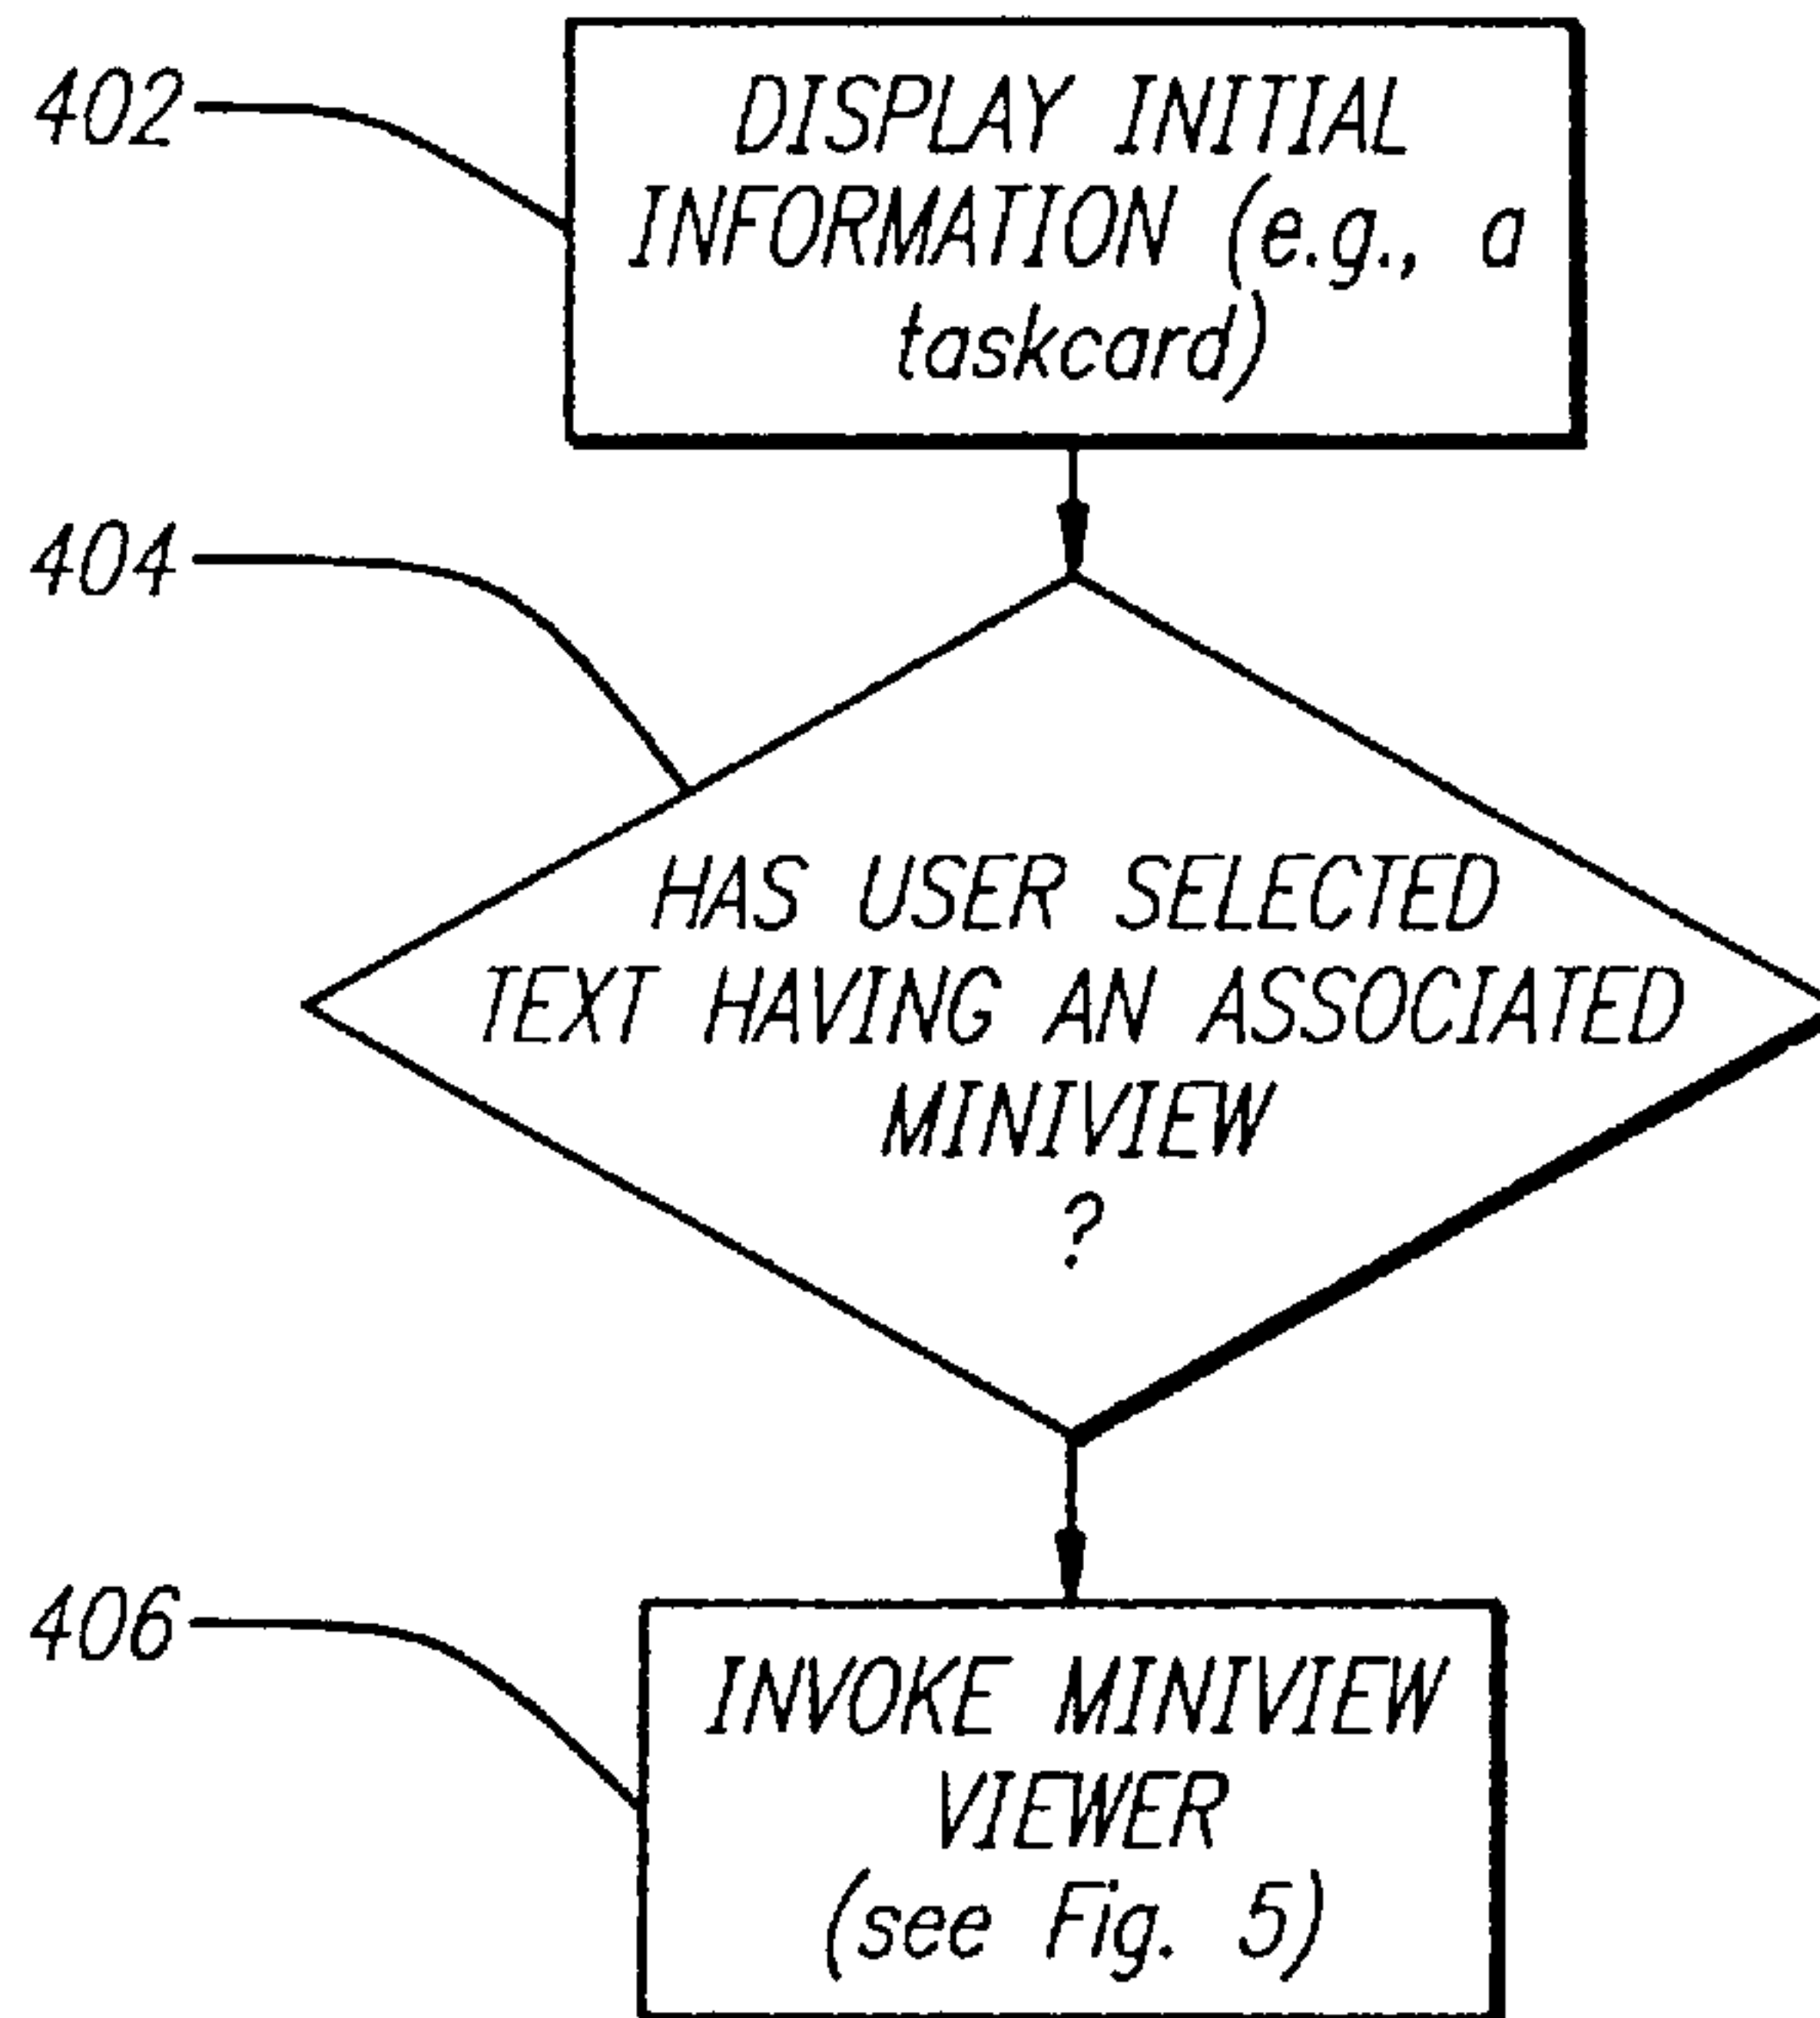 402
DISPLAY INITIAL
INFORMATION (e.g., a
taskcard)
404
HAS USER SELECTED
TEXT HAVING AN ASSOCIATED
MINIVIEW
?
406
INVOKE MINIVIEW
VIEWER
(see Fig. 5)